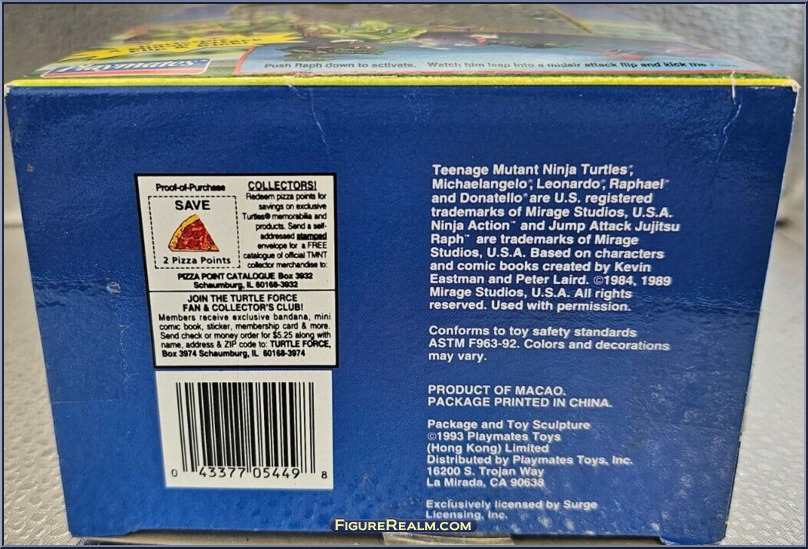 Playmates
Push Raph down to activate. Watch him leap into a midair attack flip and kick the
Proof-of-Purchase
SAVE
2 Pizza Points
COLLECTORS!
Redeem pizza points for
savings on exclusive
Turtles® memorabilia and
products. Send a self-
addressed stamped
envelope for a FREE
catalogue of official TMNT
collector merchandise to:
PIZZA POINT CATALOGUE Box 3932
Schaumburg, IL 60168-3932
JOIN THE TURTLE FORCE
FAN & COLLECTOR'S CLUB!
Members receive exclusive bandana, mini
comic book, sticker, membership card & more.
Send check or money order for $5.25 along with
name, address & ZIP code to: TURTLE FORCE,
Box 3974 Schaumburg, IL 60168-3974
0 43377 05449 8
Teenage Mutant Ninja Turtles®,
Michaelangelo®, Leonardo®, Raphael®
and Donatello® are U.S. registered
trademarks of Mirage Studios, U.S.A.
Ninja Action™ and Jump Attack Jujitsu
Raph™ are trademarks of Mirage
Studios, U.S.A. Based on characters
and comic books created by Kevin
Eastman and Peter Laird. ©1984, 1989
Mirage Studios, U.S.A. All rights
reserved. Used with permission.
Conforms to toy safety standards
ASTM F963-92. Colors and decorations
may vary.
PRODUCT OF MACAO.
PACKAGE PRINTED IN CHINA.
Package and Toy Sculpture
©1993 Playmates Toys
(Hong Kong) Limited
Distributed by Playmates Toys, Inc.
16200 S. Trojan Way
La Mirada, CA 90638
Exclusively licensed by Surge
Licensing, Inc.
FigureRealm.com